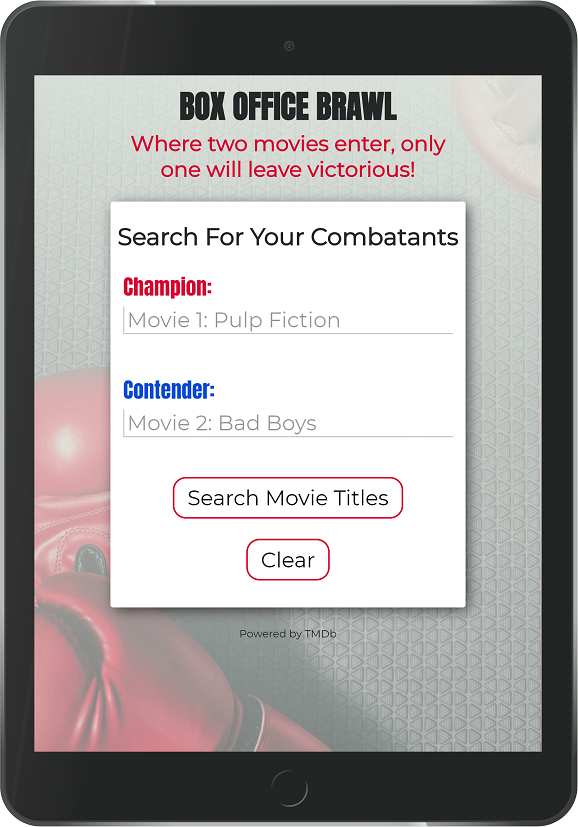 BOX OFFICE BRAWL
Where two movies enter, only
one will leave victorious!
Search For Your Combatants
Champion:
Movie 1: Pulp Fiction
Contender:
Movie 2: Bad Boys
Search Movie Titles
Clear
Powered by TMDb